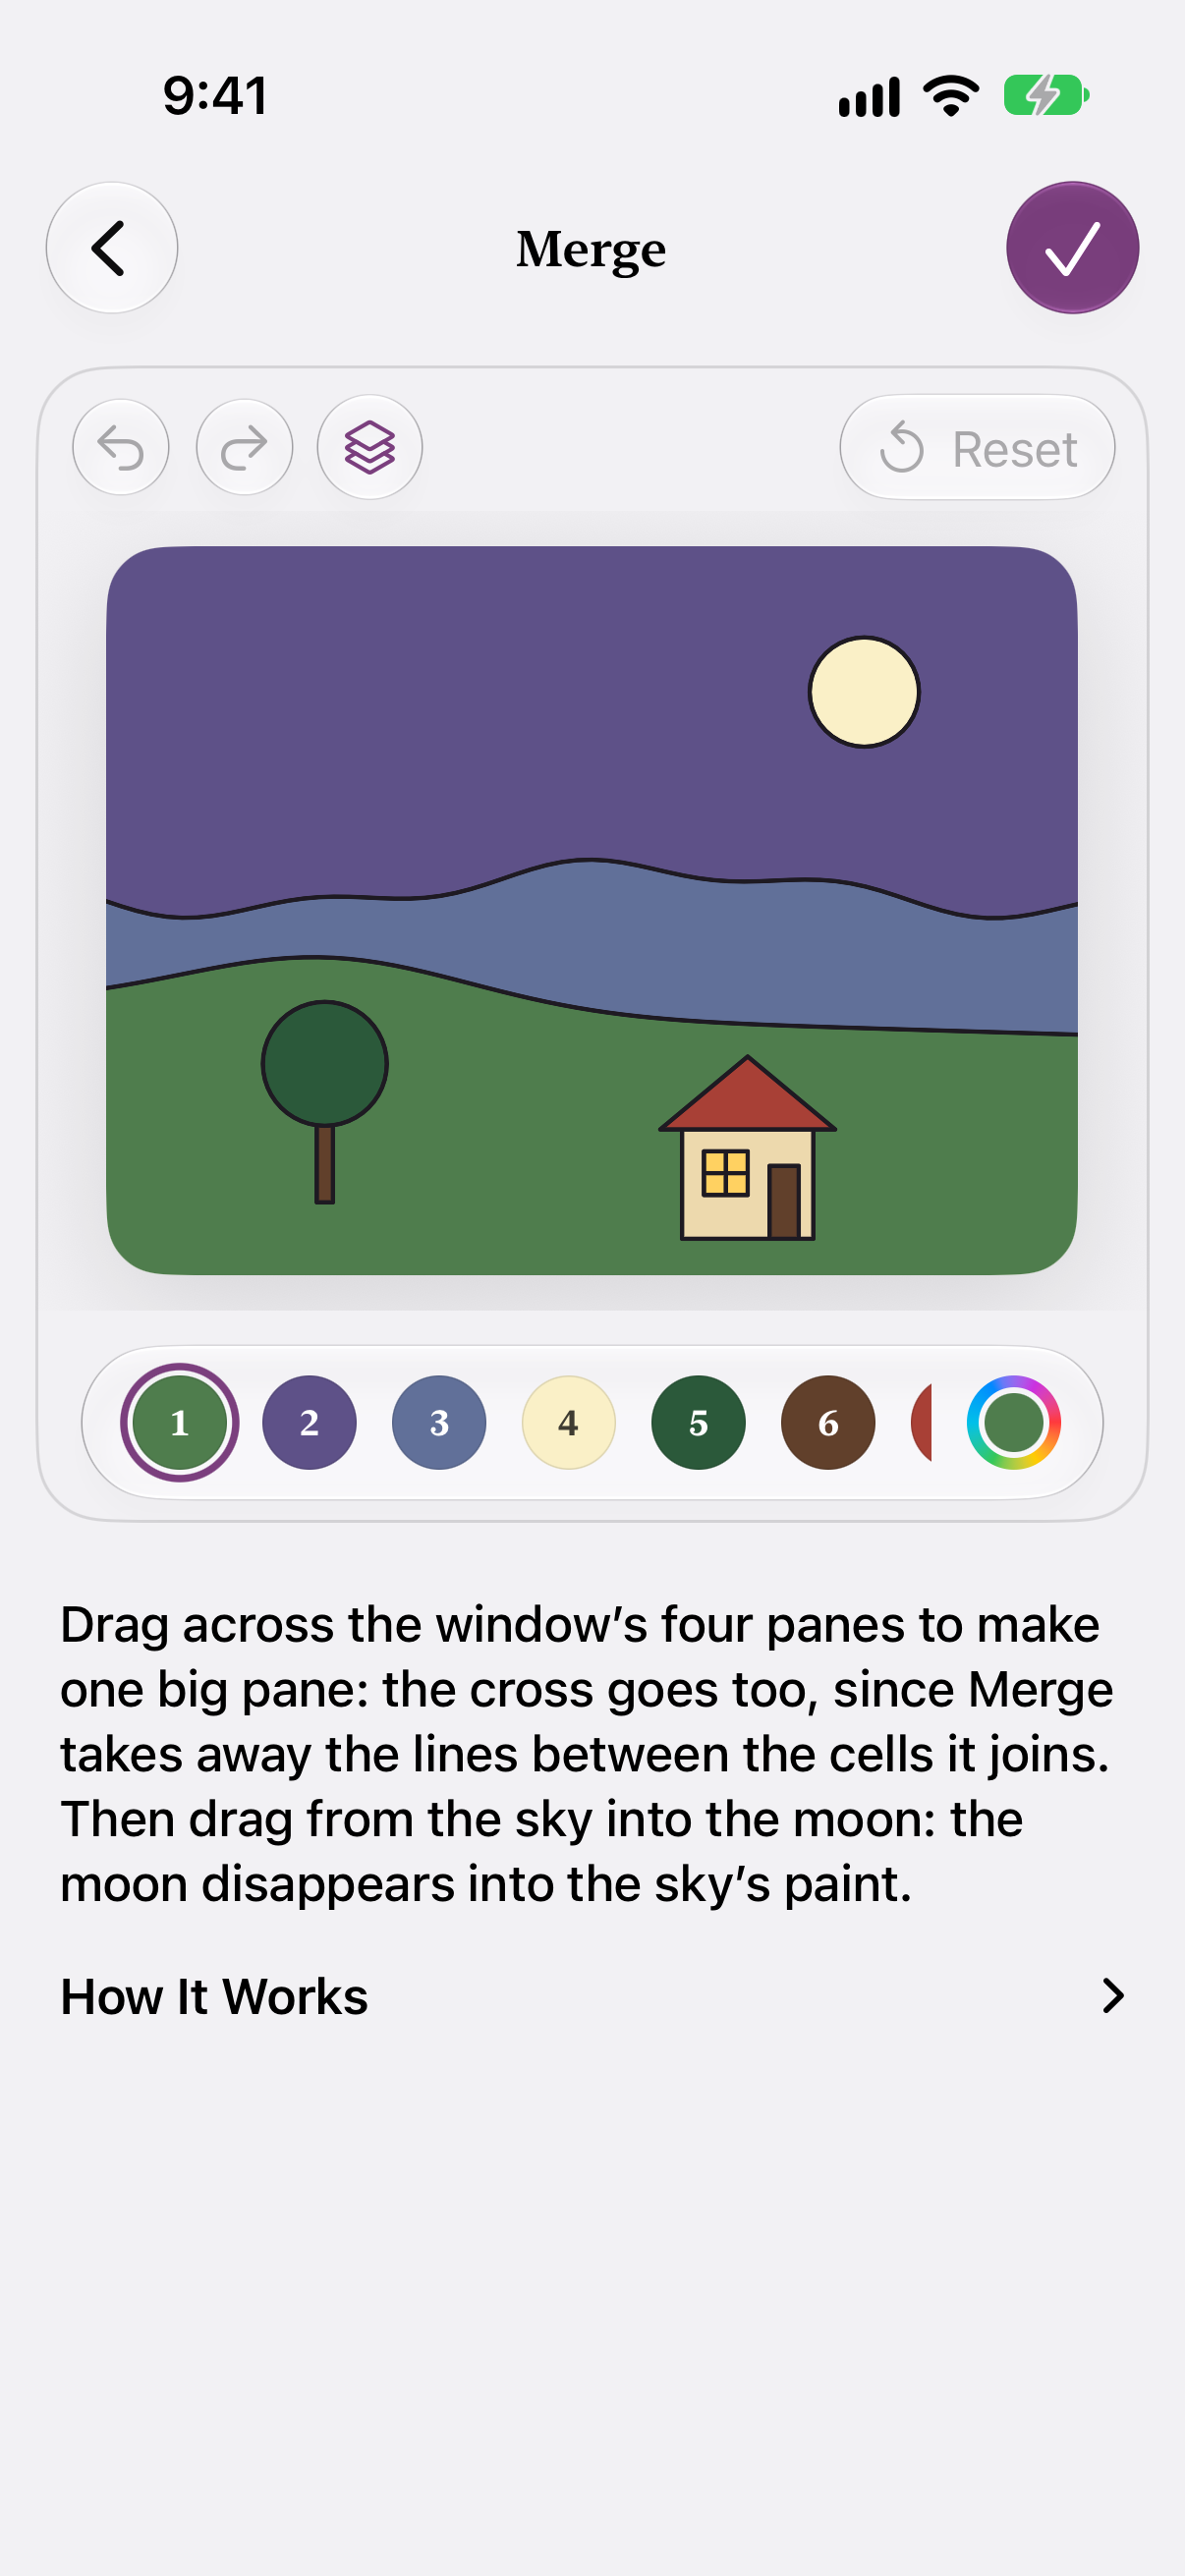 9:41
Merge
Reset
1 2 3 4 5 6
Drag across the window’s four panes to make
one big pane: the cross goes too, since Merge
takes away the lines between the cells it joins.
Then drag from the sky into the moon: the
moon disappears into the sky’s paint.
How It Works